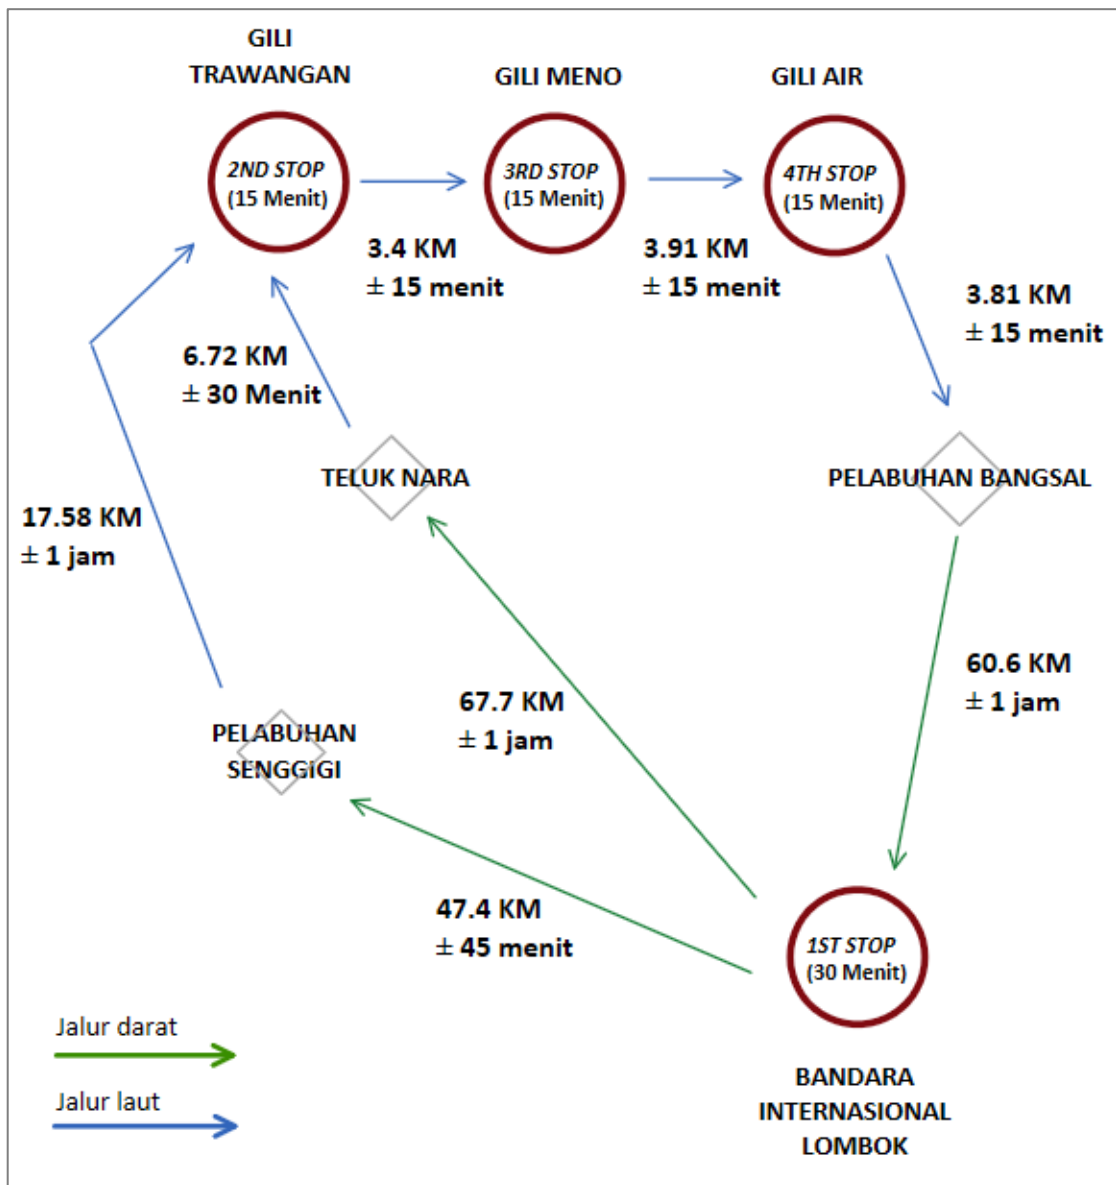 GILI
TRAWANGAN
GILI MENO
GILI AIR
2ND STOP
(15 Menit)
3RD STOP
(15 Menit)
4TH STOP
(15 Menit)
3.4 KM
± 15 menit
3.91 KM
± 15 menit
3.81 KM
± 15 menit
6.72 KM
± 30 Menit
TELUK NARA
PELABUHAN BANGSAL
17.58 KM
± 1 jam
67.7 KM
± 1 jam
60.6 KM
± 1 jam
PELABUHAN
SENGGIGI
47.4 KM
± 45 menit
1ST STOP
(30 Menit)
BANDARA
INTERNASIONAL
LOMBOK
Jalur darat
Jalur laut